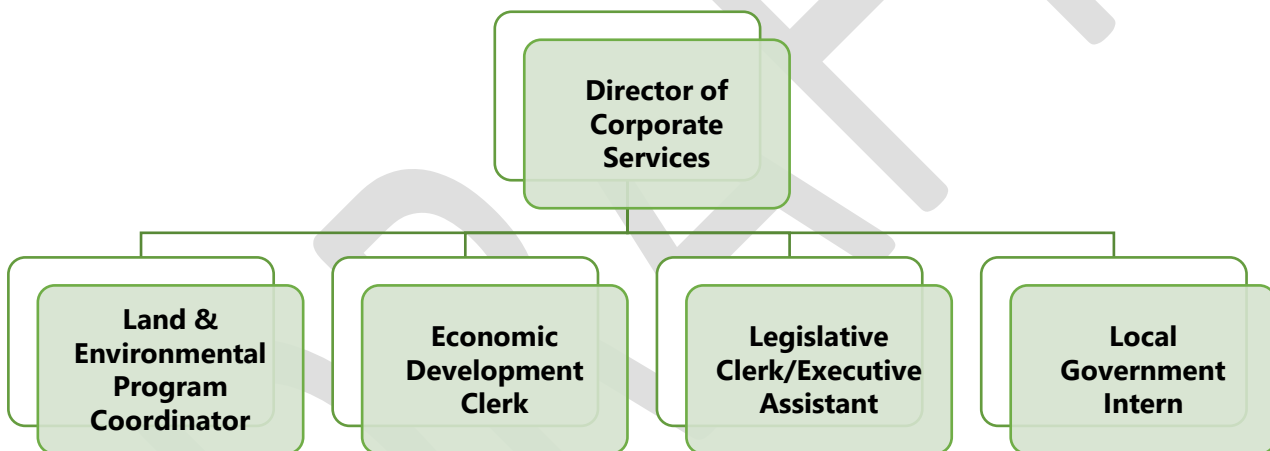 Director of
Corporate
Services
Land &
Environmental
Program
Coordinator
Economic
Development
Clerk
Legislative
Clerk/Executive
Assistant
Local
Government
Intern